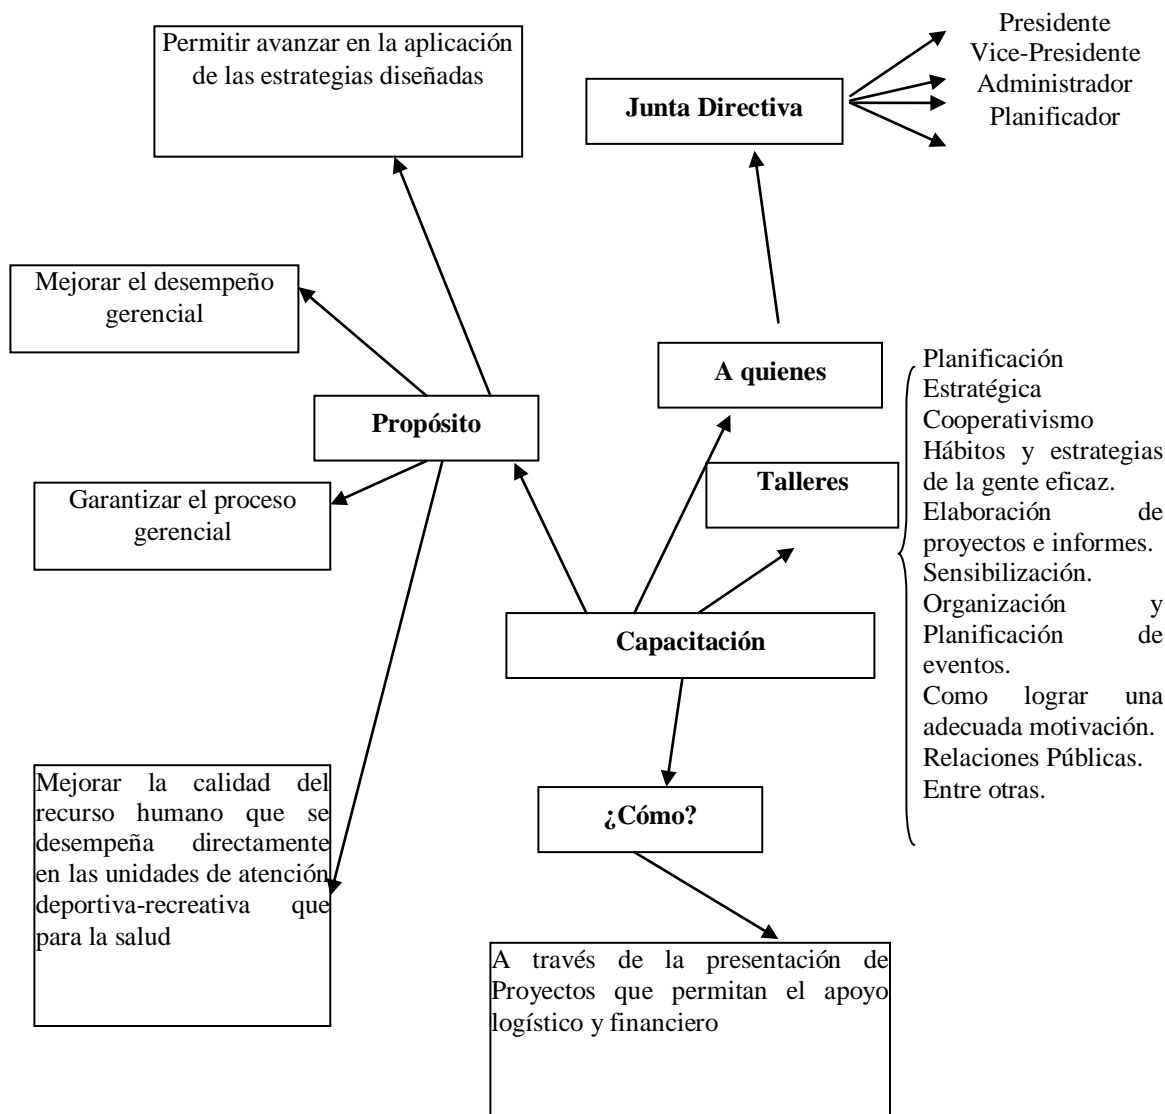 Permitir avanzar en la aplicación
de las estrategias diseñadas
Presidente
Vice-Presidente
Administrador
Planificador
Junta Directiva
Mejorar el desempeño
gerencial
A quienes
Propósito
Talleres
Garantizar el proceso
gerencial
Planificación
Estratégica
Cooperativismo
Hábitos y estrategias
de la gente eficaz.
Elaboración de
proyectos e informes.
Sensibilización.
Organización y
Planificación de
eventos.
Como lograr una
adecuada motivación.
Relaciones Públicas.
Entre otras.
Capacitación
Mejorar la calidad del
recurso humano que se
desempeña directamente
en las unidades de atención
deportiva-recreativa que
para la salud
¿Cómo?
A través de la presentación de
Proyectos que permitan el apoyo
logístico y financiero